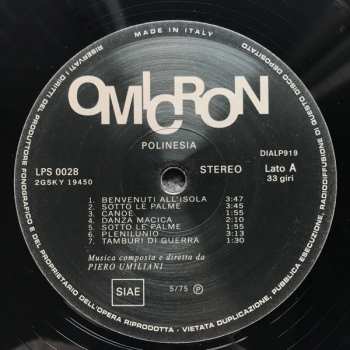 MADE IN ITALY
RISERVATI I DIRITTI DEL PRODUTTORE FONOGRAFICO E DEL PROPRIETARIO DELL'OPERA RIPRODOTTA - VIETATA DUPLICAZIONE, PUBBLICA ESECUZIONE, RADIODIFFUSIONE DI QUESTO DISCO DEPOSITATO
OMICRON
POLINESIA
DIALP919
LPS 0028
STEREO
Lato A
2GSKY 19450
33 giri
1. BENVENUTI ALL'ISOLA 3:47
2. SOTTO LE PALME 3:45
3. CANOE 1:55
4. DANZA MACICA 2:10
5. SOTTO LE PALME 1:55
6. PLENILUNIO 3:13
7. TAMBURI DI GUERRA 1:30
Musica composta e diretta da
PIERO UMILIANI
SIAE
5/75 Ⓟ